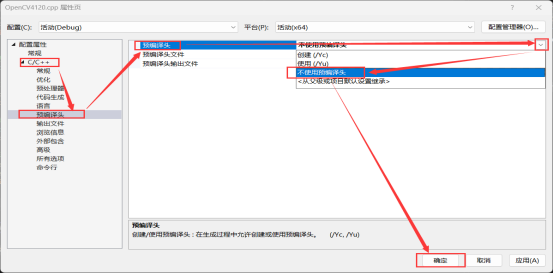 OpenCV4120.cpp 属性页
配置(C): 活动(Debug) 平台(P): 活动(x64) 配置管理器(O)...
配置属性
常规
C/C++
常规
优化
预处理器
代码生成
语言
预编译头
输出文件
浏览信息
外部包含
高级
所有选项
命令行
预编译头 不使用预编译头
预编译头文件 创建 (/Yc)
预编译头输出文件 使用 (/Yu)
不使用预编译头
<从父级或项目默认设置继承>
预编译头
创建/使用预编译头 : 在生成过程中允许创建或使用预编译头。 (/Yc, /Yu)
确定 取消 应用(A)